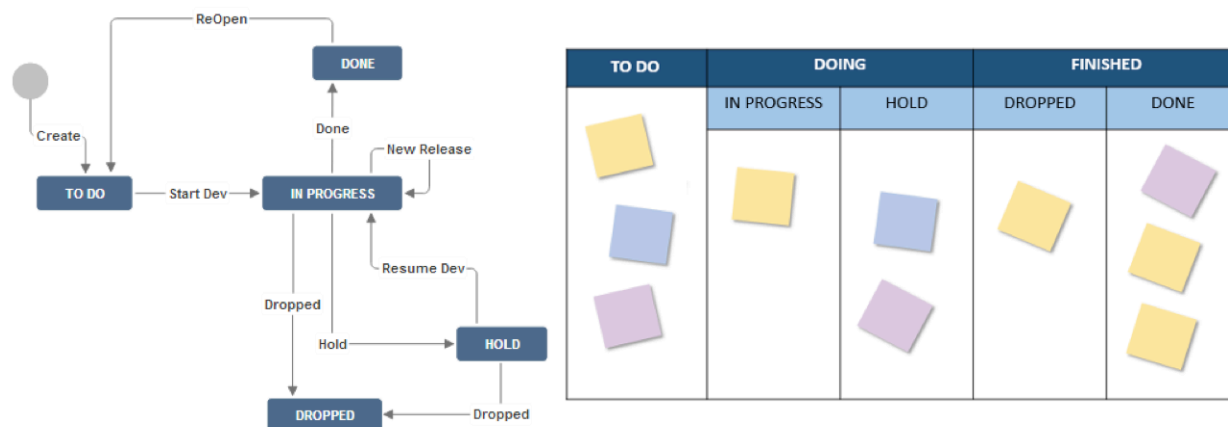 ReOpen
DONE
Create
Done
New Release
TO DO
Start Dev
IN PROGRESS
Resume Dev
Dropped
Hold
HOLD
DROPPED
Dropped
TO DO
DOING
FINISHED
IN PROGRESS
HOLD
DROPPED
DONE